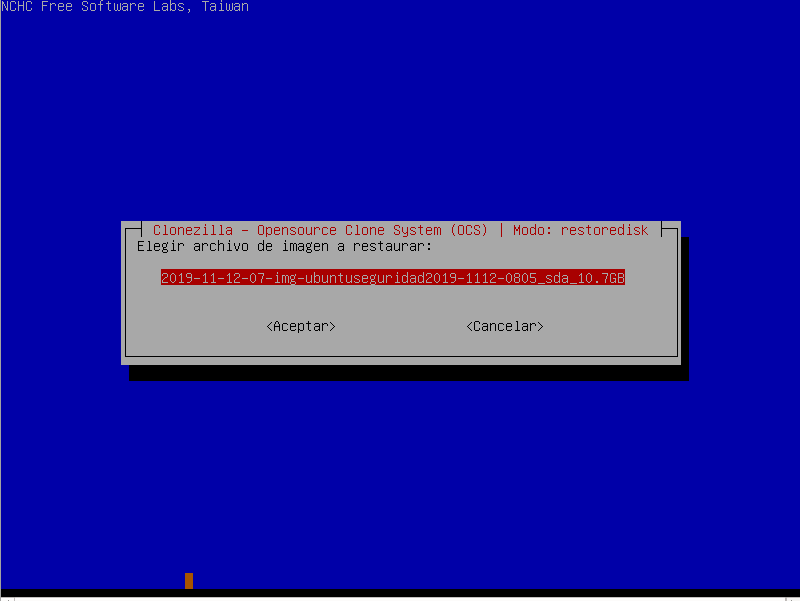 NCHC Free Software Labs, Taiwan
Clonezilla - Opensource Clone System (OCS) | Modo: restoredisk
Elegir archivo de imagen a restaurar:
2019-11-12-07-img-ubuntuseguridad2019-1112-0805_sda_10.7GB
<Aceptar> <Cancelar>